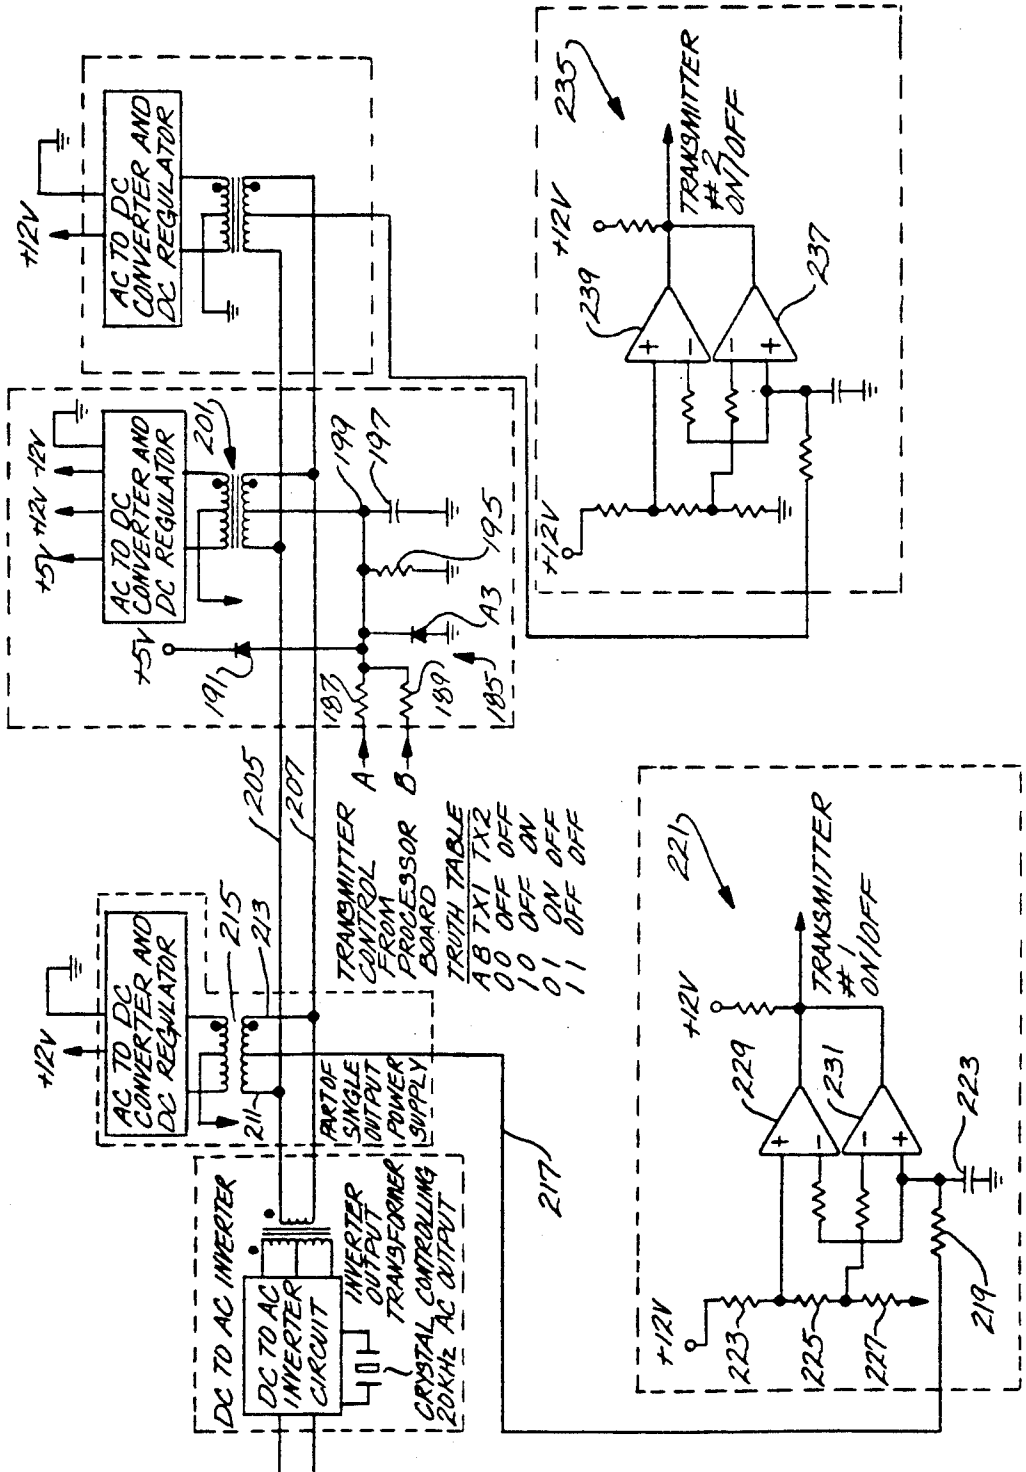 DC TO AC INVERTER
DC TO AC
INVERTER
CIRCUIT
INVERTER
OUTPUT
TRANSFORMER
CRYSTAL CONTROLLING
20KHz AC OUTPUT
+12V
AC TO DC
CONVERTER AND
DC REGULATOR
215
213
211
PART OF
SINGLE
OUTPUT
POWER
SUPPLY
217
205
207
TRANSMITTER
CONTROL
FROM
PROCESSOR
BOARD
A
B
TRUTH TABLE
A B TX1 TX2
0 0 OFF OFF
1 0 OFF ON
0 1 ON OFF
1 1 OFF OFF
+5V
+12V
-12V
AC TO DC
CONVERTER AND
DC REGULATOR
201
+5V
191
187
189
185
A3
195
197
199
+12V
AC TO DC
CONVERTER AND
DC REGULATOR
221
+12V
+12V
229
231
223
223
225
227
219
+
-
-
+
TRANSMITTER
#1
ON/OFF
235
+12V
+12V
239
237
+
-
-
+
TRANSMITTER
#2
ON/OFF